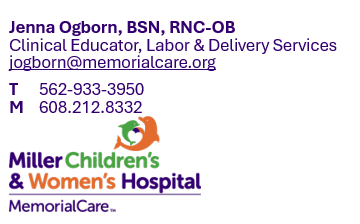 Jenna Ogborn, BSN, RNC-OB
Clinical Educator, Labor & Delivery Services
jogborn@memorialcare.org
T 562-933-3950
M 608.212.8332
Miller Children's
& Women's Hospital
MemorialCare™